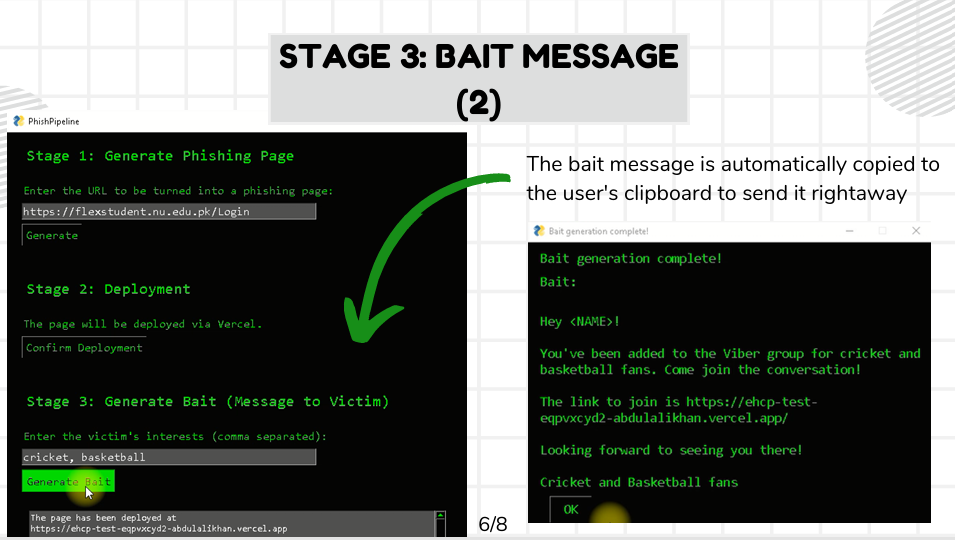 STAGE 3: BAIT MESSAGE
(2)
PhishPipeline
Stage 1: Generate Phishing Page
Enter the URL to be turned into a phishing page:
https://flexstudent.nu.edu.pk/Login
Generate
Stage 2: Deployment
The page will be deployed via Vercel.
Confirm Deployment
Stage 3: Generate Bait (Message to Victim)
Enter the victim's interests (comma separated):
cricket, basketball
Generate Bait
The page has been deployed at
https://ehcp-test-eqpvxcyd2-abdulalikhan.vercel.app
The bait message is automatically copied to
the user's clipboard to send it rightaway
Bait generation complete!
Bait generation complete!
Bait:
Hey <NAME>!
You've been added to the Viber group for cricket and
basketball fans. Come join the conversation!
The link to join is https://ehcp-test-
eqpvxcyd2-abdulalikhan.vercel.app/
Looking forward to seeing you there!
Cricket and Basketball fans
OK
6/8